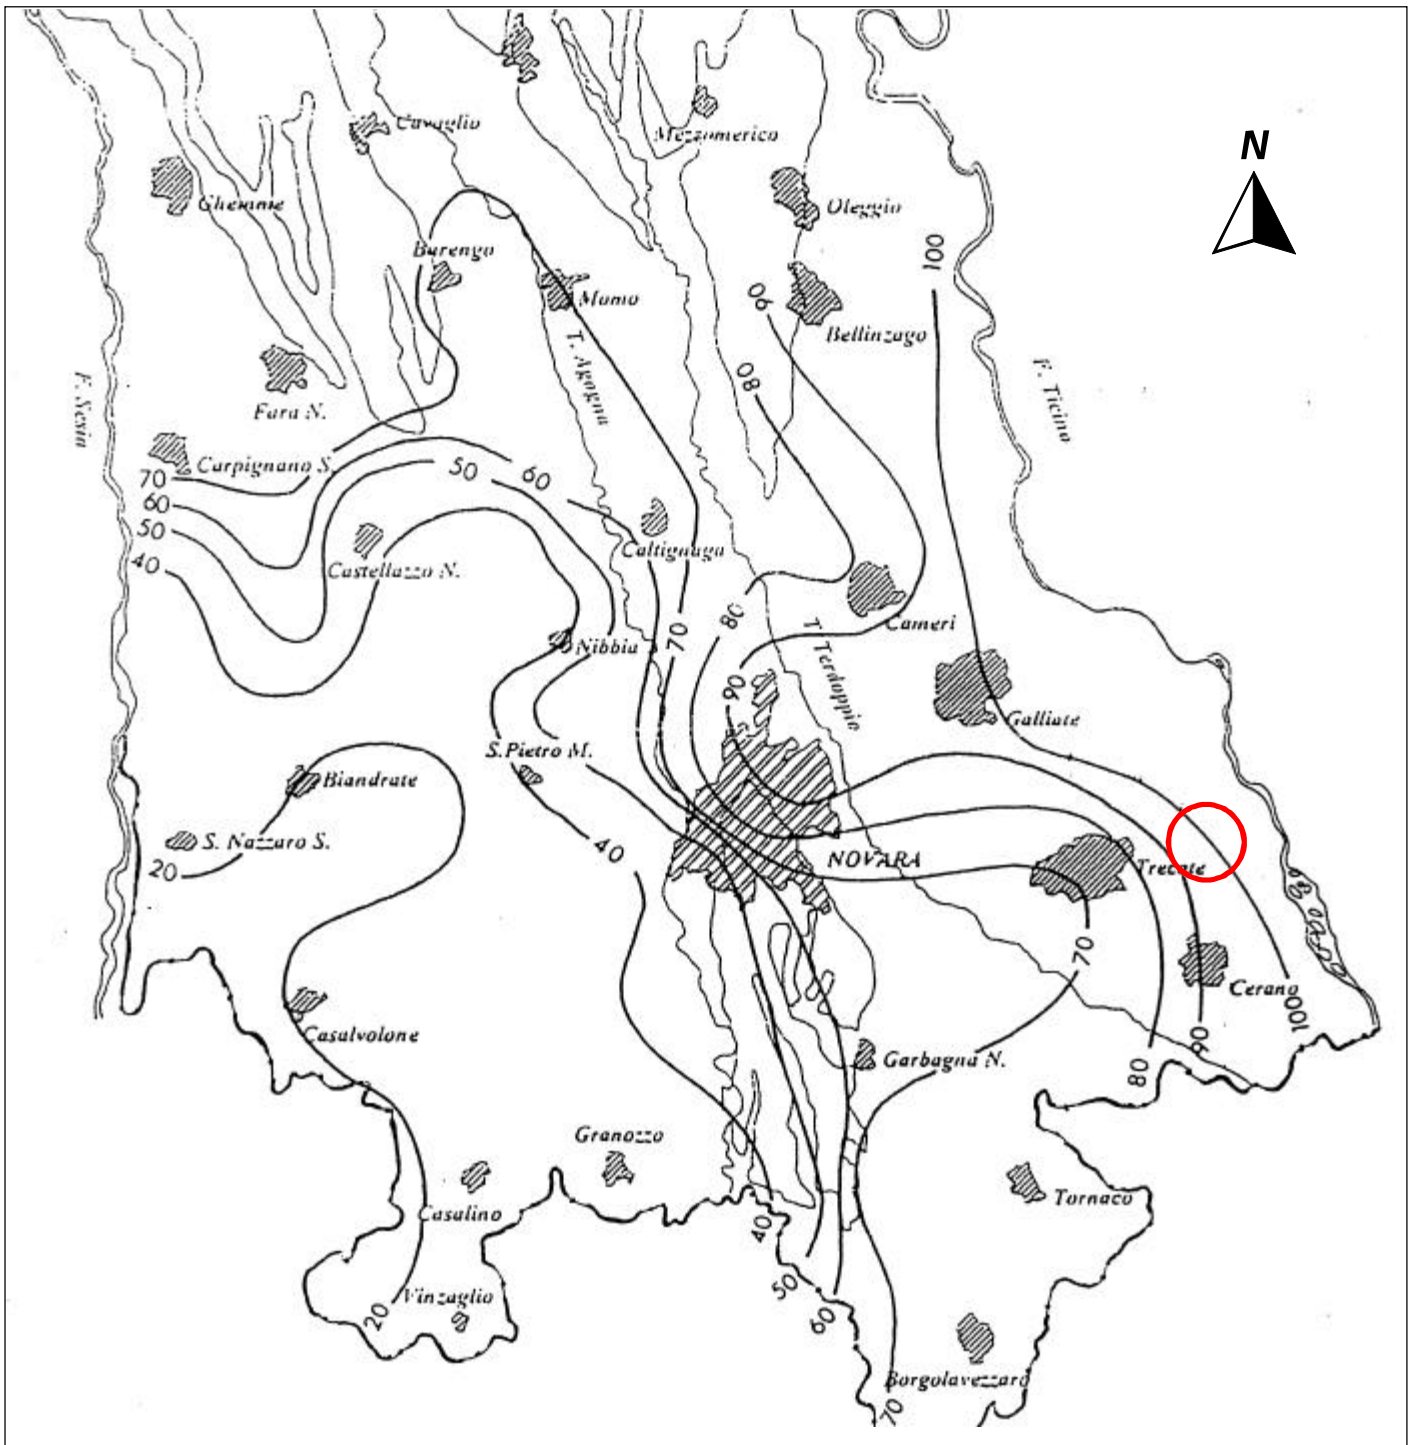 Cavaglio
Mezzomerico
N
Ghemme
Oleggio
Burengo
100
Momo
90
Bellinzago
T. Agogna
80
F. Sesia
F. Ticino
Fara N.
Carpignano S.
70
50
60
60
50
Caltignaga
40
Castellazzo N.
80
Cameri
70
Nibbia
T. Terdoppio
90
Galliate
S. Pietro M.
Biandrate
S. Nazzaro S.
40
20
NOVARA
Trecate
70
Cerano
100
Casalvolone
90
Garbagna N.
80
Granozzo
Tornaco
Casalino
40
50
Vinzaglio
20
60
Borgolavezzaro
70